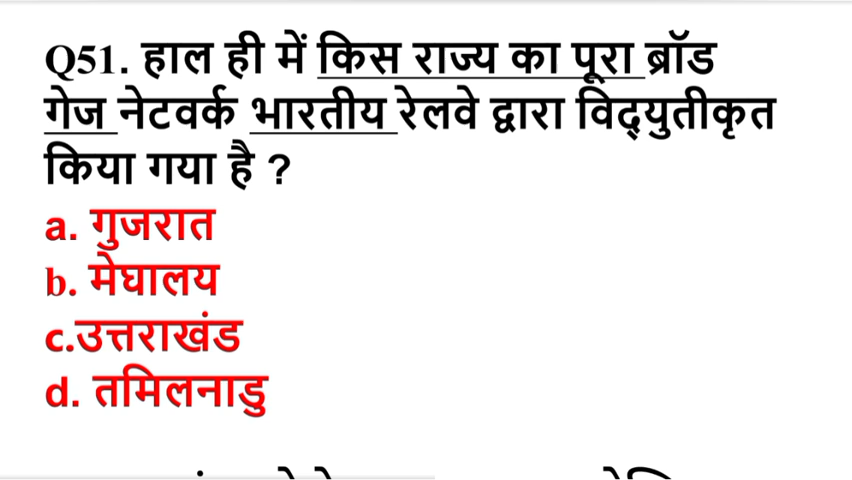 Q51. हाल ही में किस राज्य का पूरा ब्रॉड
गेज नेटवर्क भारतीय रेलवे द्वारा विद्युतीकृत
किया गया है ?
a. गुजरात
b. मेघालय
c.उत्तराखंड
d. तमिलनाडु